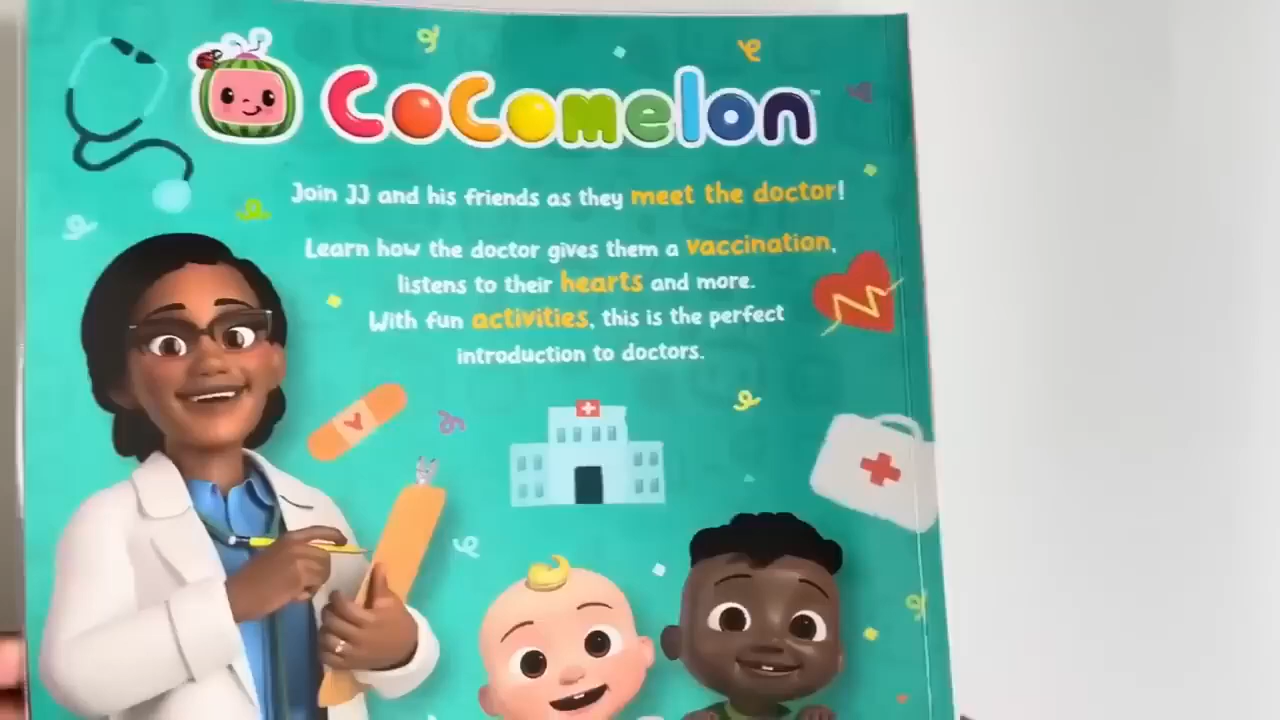 CoComelon™
Join JJ and his friends as they meet the doctor!
Learn how the doctor gives them a vaccination,
listens to their hearts and more.
With fun activities, this is the perfect
introduction to doctors.